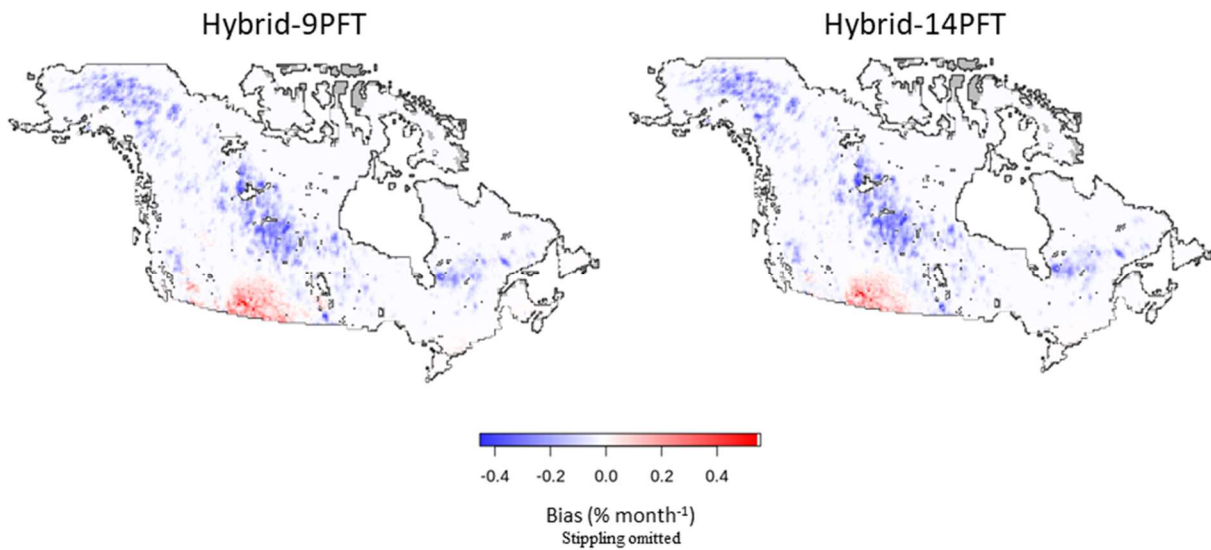 Hybrid-9PFT
Hybrid-14PFT
-0.4 -0.2 0.0 0.2 0.4
Bias (% month⁻¹)
Stippling omitted